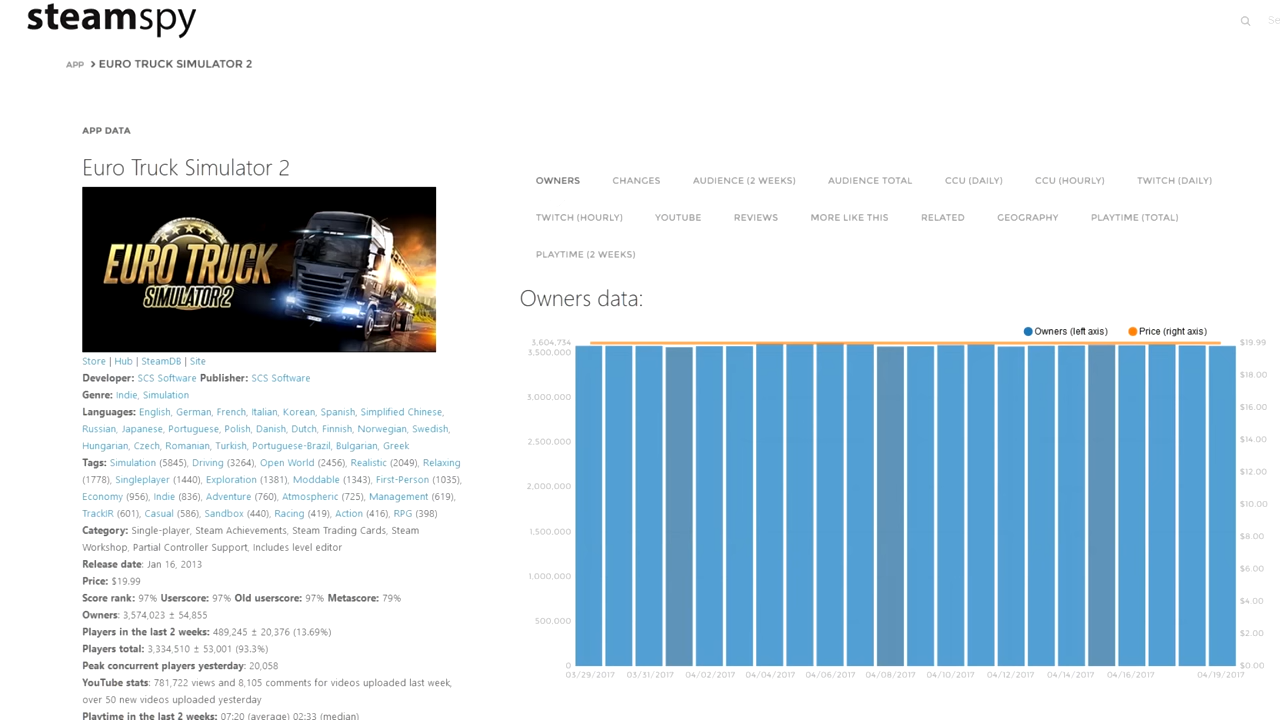 steamspy
Se
APP > EURO TRUCK SIMULATOR 2
APP DATA
Euro Truck Simulator 2
EURO TRUCK
SIMULATOR 2
Store | Hub | SteamDB | Site
Developer: SCS Software Publisher: SCS Software
Genre: Indie, Simulation
Languages: English, German, French, Italian, Korean, Spanish, Simplified Chinese,
Russian, Japanese, Portuguese, Polish, Danish, Dutch, Finnish, Norwegian, Swedish,
Hungarian, Czech, Romanian, Turkish, Portuguese-Brazil, Bulgarian, Greek
Tags: Simulation (5845), Driving (3264), Open World (2456), Realistic (2049), Relaxing
(1778), Singleplayer (1440), Exploration (1381), Moddable (1343), First-Person (1035),
Economy (956), Indie (836), Adventure (760), Atmospheric (725), Management (619),
TrackIR (601), Casual (586), Sandbox (440), Racing (419), Action (416), RPG (398)
Category: Single-player, Steam Achievements, Steam Trading Cards, Steam
Workshop, Partial Controller Support, Includes level editor
Release date: Jan 16, 2013
Price: $19.99
Score rank: 97% Userscore: 97% Old userscore: 97% Metascore: 79%
Owners: 3,574,023 ± 54,855
Players in the last 2 weeks: 489,245 ± 20,376 (13.69%)
Players total: 3,334,510 ± 53,001 (93.3%)
Peak concurrent players yesterday: 20,058
YouTube stats: 781,722 views and 8,105 comments for videos uploaded last week,
over 50 new videos uploaded yesterday
Playtime in the last 2 weeks: 07:20 (average) 02:33 (median)
OWNERS CHANGES AUDIENCE (2 WEEKS) AUDIENCE TOTAL CCU (DAILY) CCU (HOURLY) TWITCH (DAILY)
TWITCH (HOURLY) YOUTUBE REVIEWS MORE LIKE THIS RELATED GEOGRAPHY PLAYTIME (TOTAL)
PLAYTIME (2 WEEKS)
Owners data:
Owners (left axis) Price (right axis)
3,604,734 $19.99
3,500,000
$18.00
3,000,000
$16.00
2,500,000
$14.00
$12.00
2,000,000
$10.00
1,500,000
$8.00
$6.00
1,000,000
$4.00
500,000
$2.00
0 $0.00
03/29/2017 03/31/2017 04/02/2017 04/04/2017 04/06/2017 04/08/2017 04/10/2017 04/12/2017 04/14/2017 04/16/2017 04/19/2017